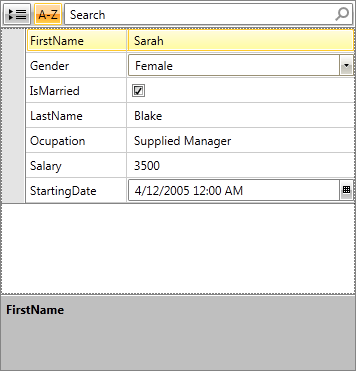 A-Z Search
FirstName Sarah
Gender Female
IsMarried
LastName Blake
Ocupation Supplied Manager
Salary 3500
StartingDate 4/12/2005 12:00 AM
FirstName